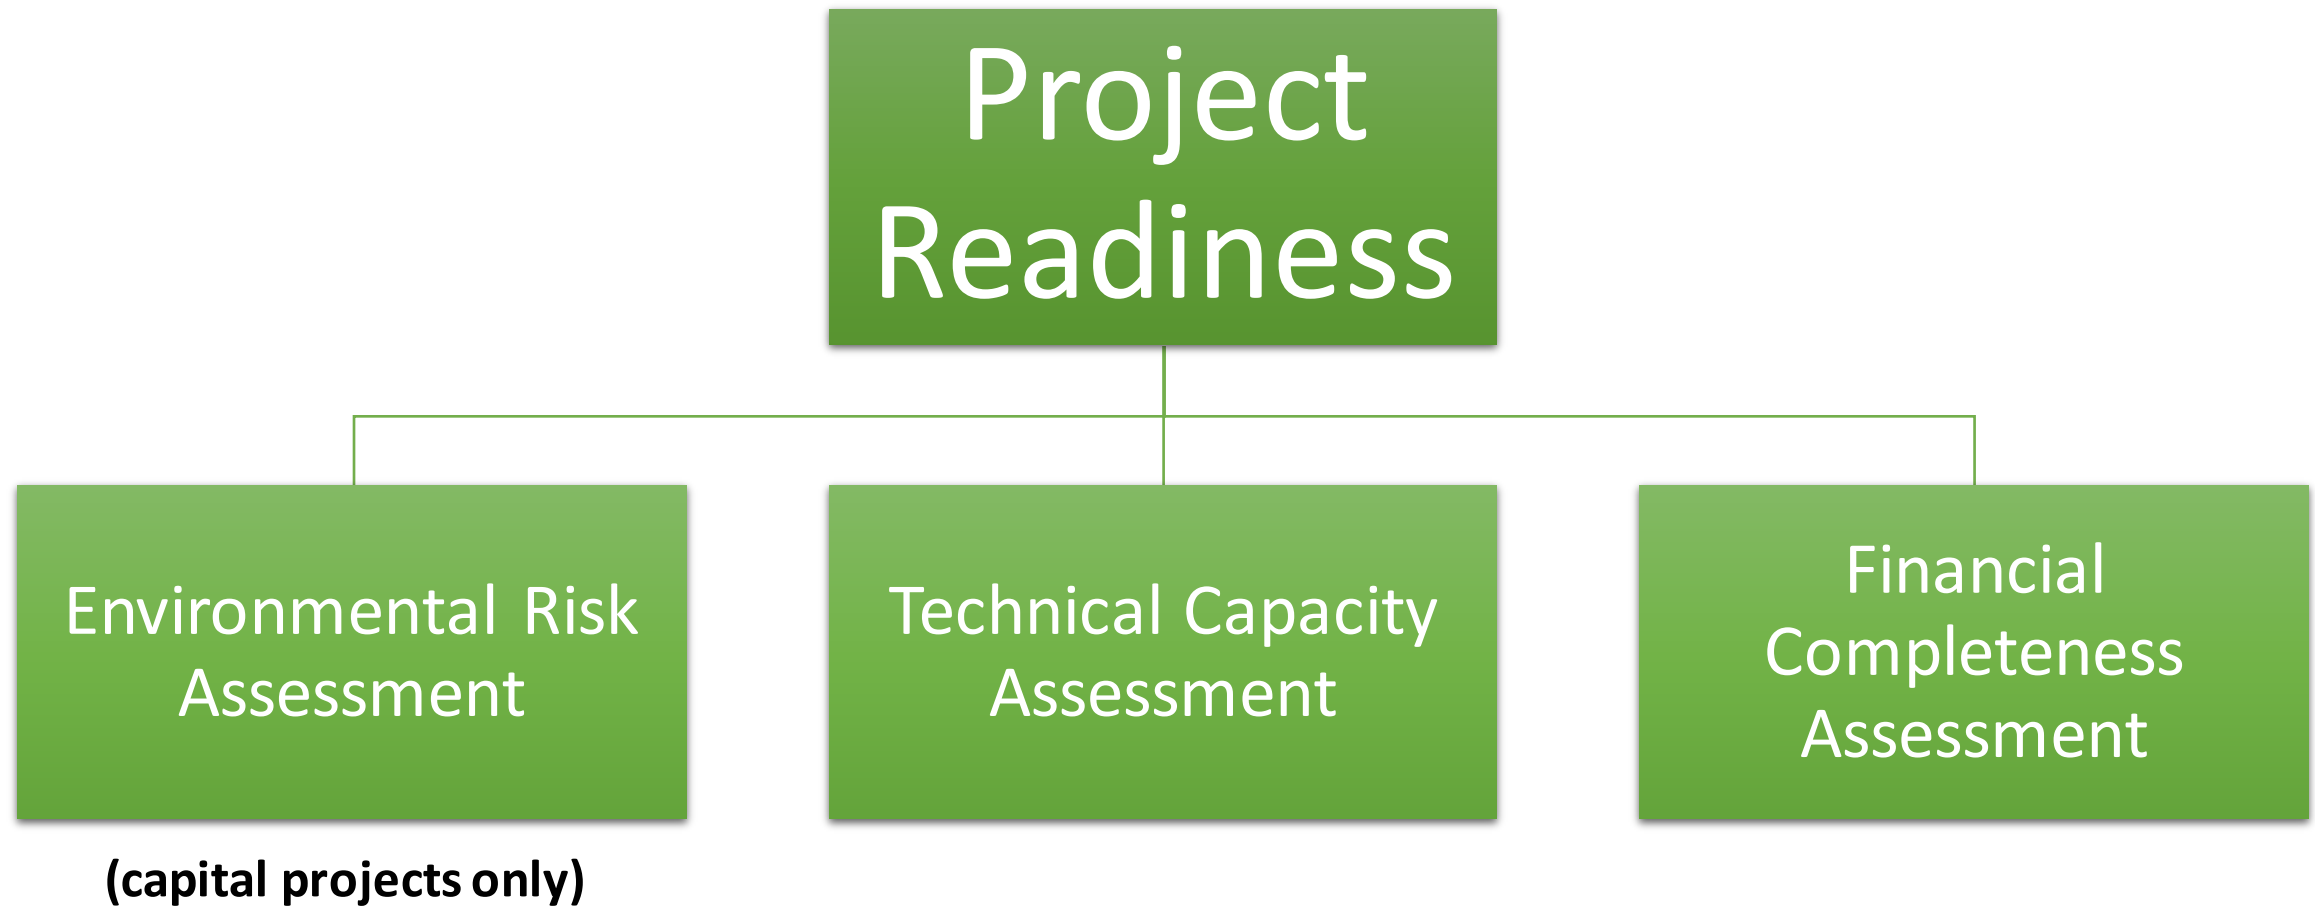 Project
Readiness
Environmental Risk
Assessment
Technical Capacity
Assessment
Financial
Completeness
Assessment
(capital projects only)